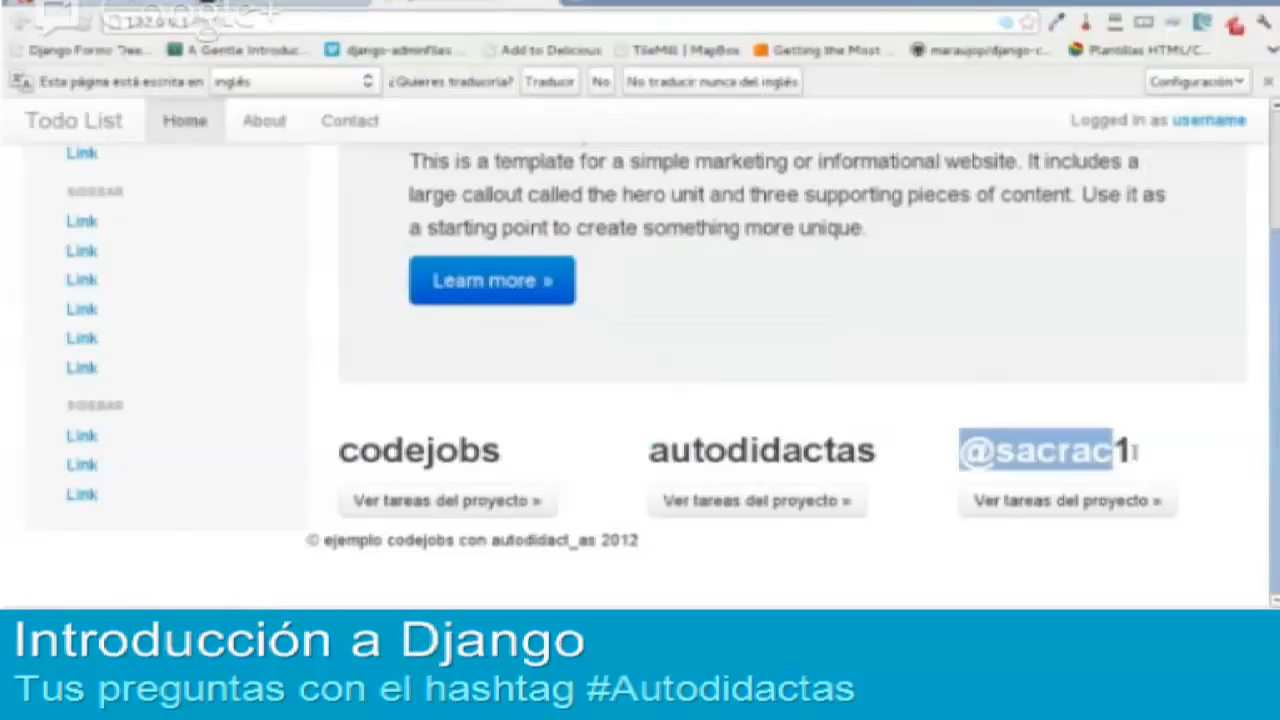 Google+
Django Forms
A Gentle Introduc...
django-adminfiles...
Add to Delicious
TileMill | MapBox
Getting the Most ...
maraujop/django-c...
Plantillas HTML/C...
Esta página está escrita en inglés ¿Quieres traducirla? Traducir No No traducir nunca del inglés Configuración
Todo List Home About Contact Logged in as username
Link
SIDEBAR
Link
Link
Link
Link
Link
Link
SIDEBAR
Link
Link
Link
This is a template for a simple marketing or informational website. It includes a
large callout called the hero unit and three supporting pieces of content. Use it as
a starting point to create something more unique.
Learn more »
codejobs autodidactas @sacrac1
Ver tareas del proyecto » Ver tareas del proyecto » Ver tareas del proyecto »
© ejemplo codejobs con autodidact_as 2012
Introducción a Django
Tus preguntas con el hashtag #Autodidactas